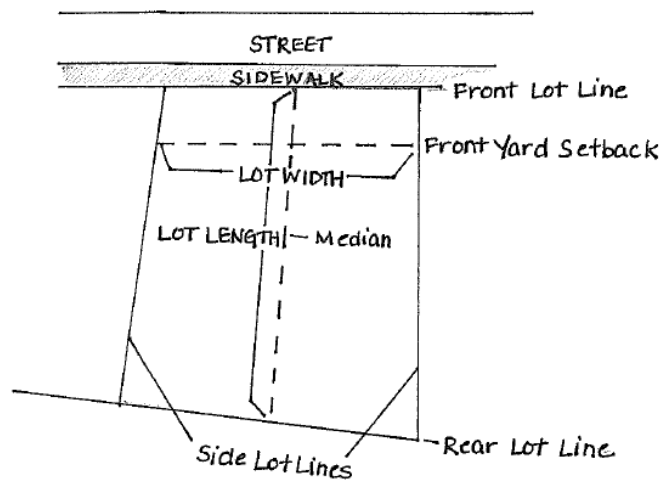 STREET
SIDEWALK
Front Lot Line
Front Yard Setback
LOT WIDTH
LOT LENGTH
Median
Rear Lot Line
Side Lot Lines